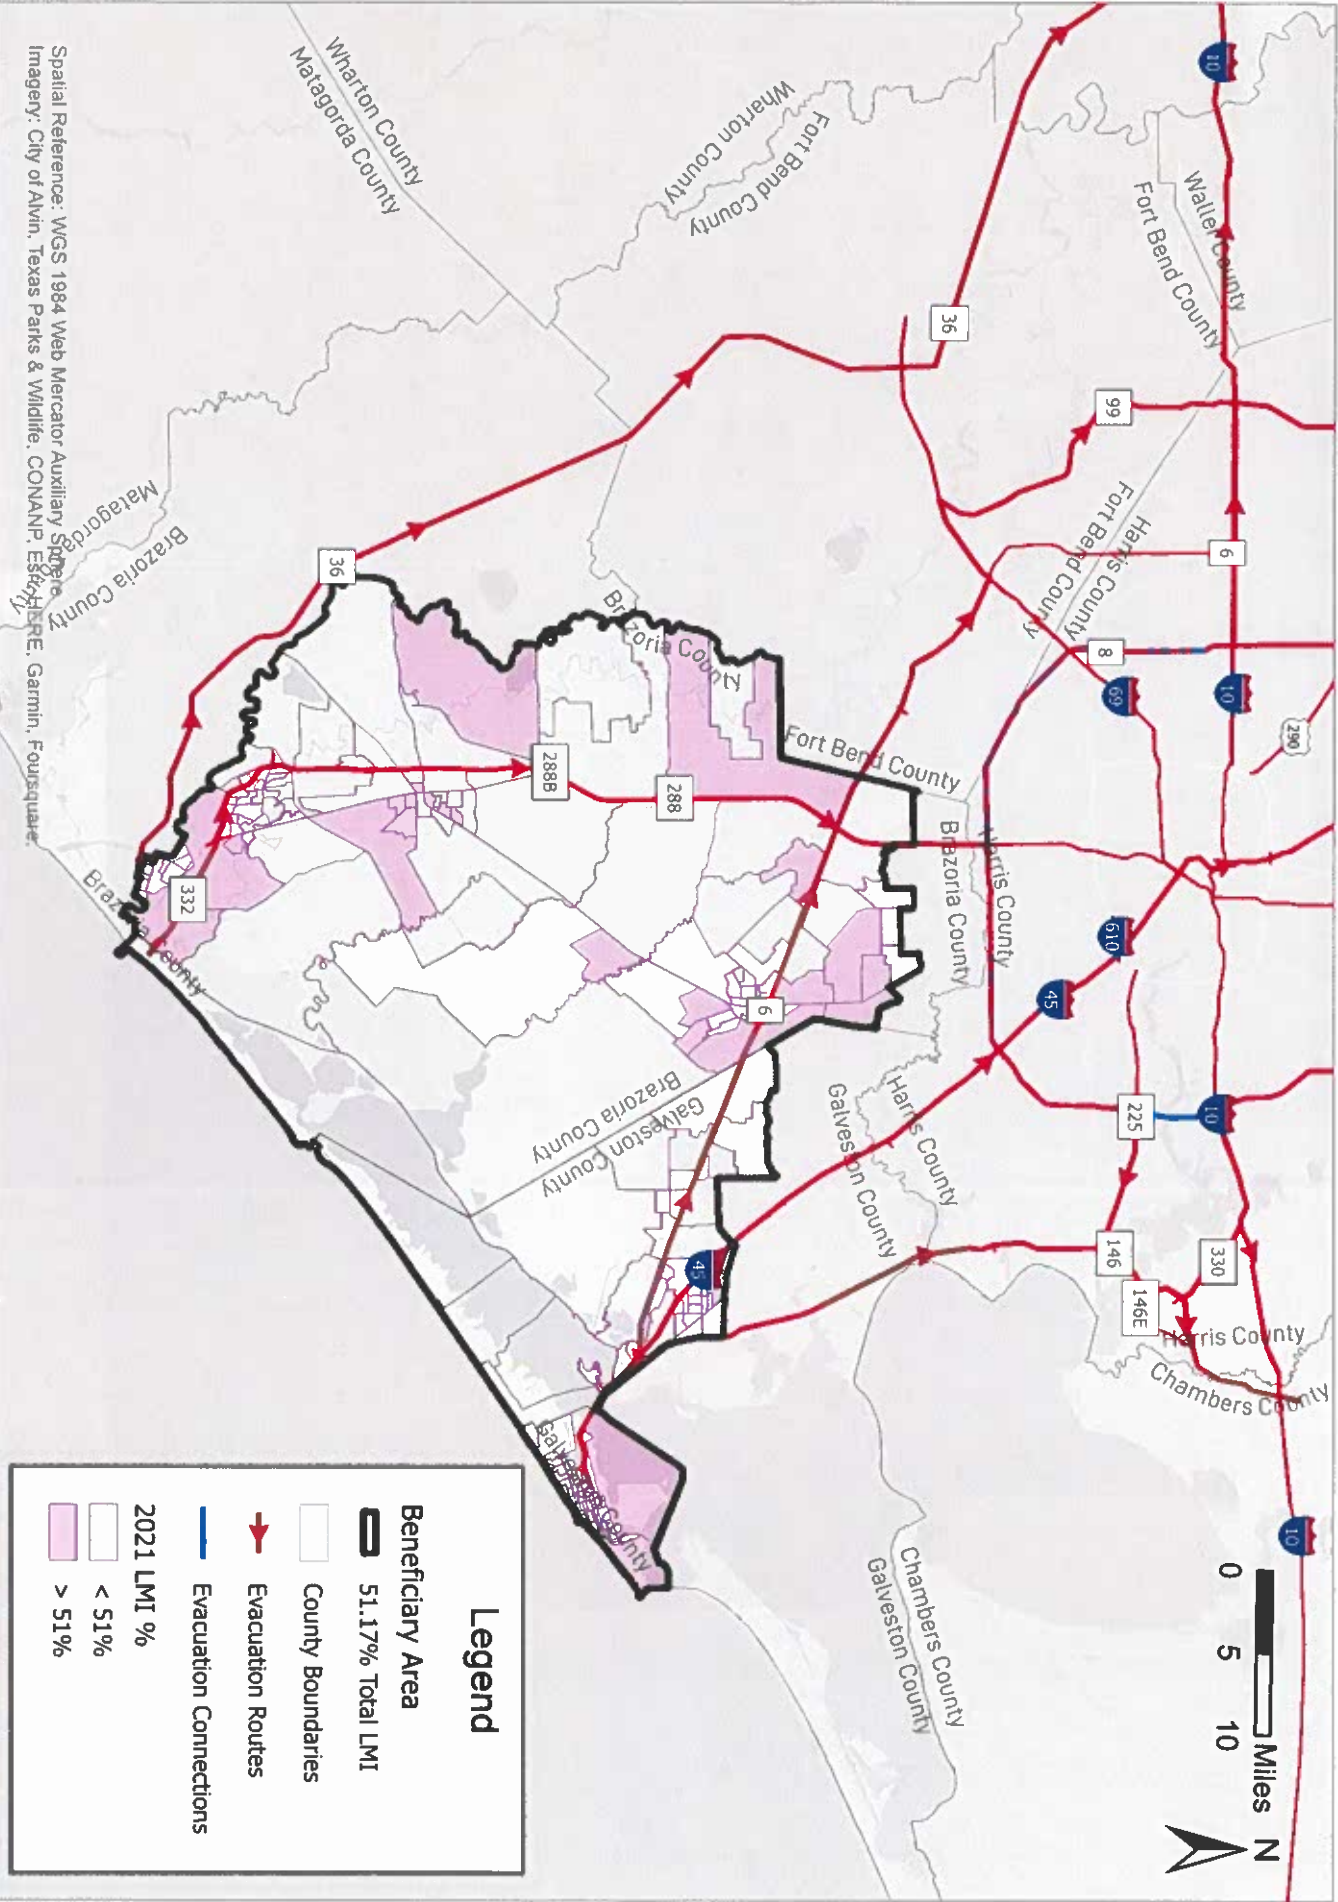 0 5 10 Miles
N
10
10
10
10
Waller County
Fort Bend County
36
99
6
8
69
290
610
45
225
146
330
146E
Harris County
Chambers County
Harris County
Fort Bend County
Wharton County
Fort Bend County
Wharton County
Matagorda County
Fort Bend County
Brazoria County
Harris County
Brazoria County
Harris County
Galveston County
Chambers County
Galveston County
288
288B
6
45
Brazoria County
Galveston County
36
332
Matagorda County
Brazoria County
Brazoria County
Galveston County
Legend
Beneficiary Area
51.17% Total LMI
County Boundaries
Evacuation Routes
Evacuation Connections
2021 LMI %
< 51%
> 51%
Spatial Reference: WGS 1984 Web Mercator Auxiliary Sphere
Imagery: City of Alvin, Texas Parks & Wildlife, CONANP, Esri, HERE, Garmin, Foursquare,